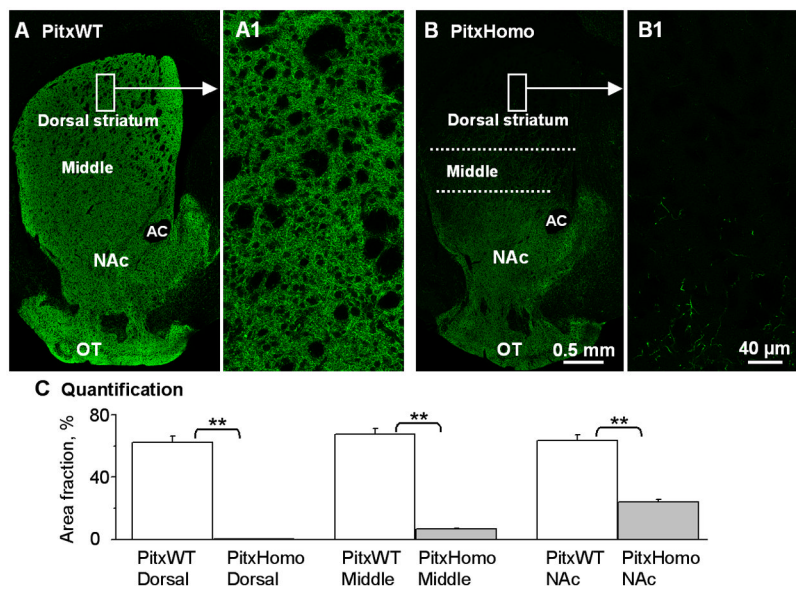 A PitxWT
A1
Dorsal striatum
Middle
AC
NAc
OT
B PitxHomo
B1
Dorsal striatum
Middle
AC
NAc
OT
0.5 mm
40 µm
C Quantification
Area fraction, %
80
40
0
**
**
**
PitxWT
Dorsal
PitxHomo
Dorsal
PitxWT
Middle
PitxHomo
Middle
PitxWT
NAc
PitxHomo
NAc